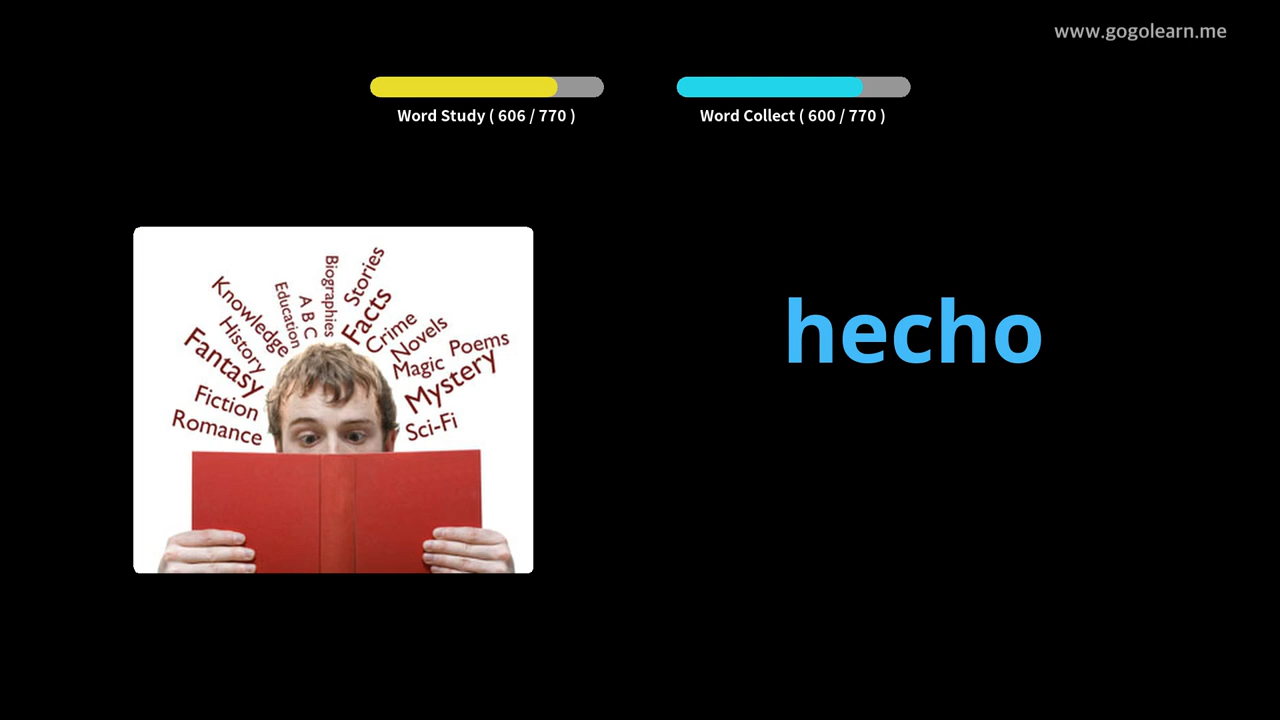 www.gogolearn.me
Word Study ( 606 / 770 )
Word Collect ( 600 / 770 )
Biographies
Stories
Education
A B C
Facts
Knowledge
History
Crime
Novels
Poems
Fantasy
Magic
Mystery
Fiction
Romance
Sci-Fi
hecho